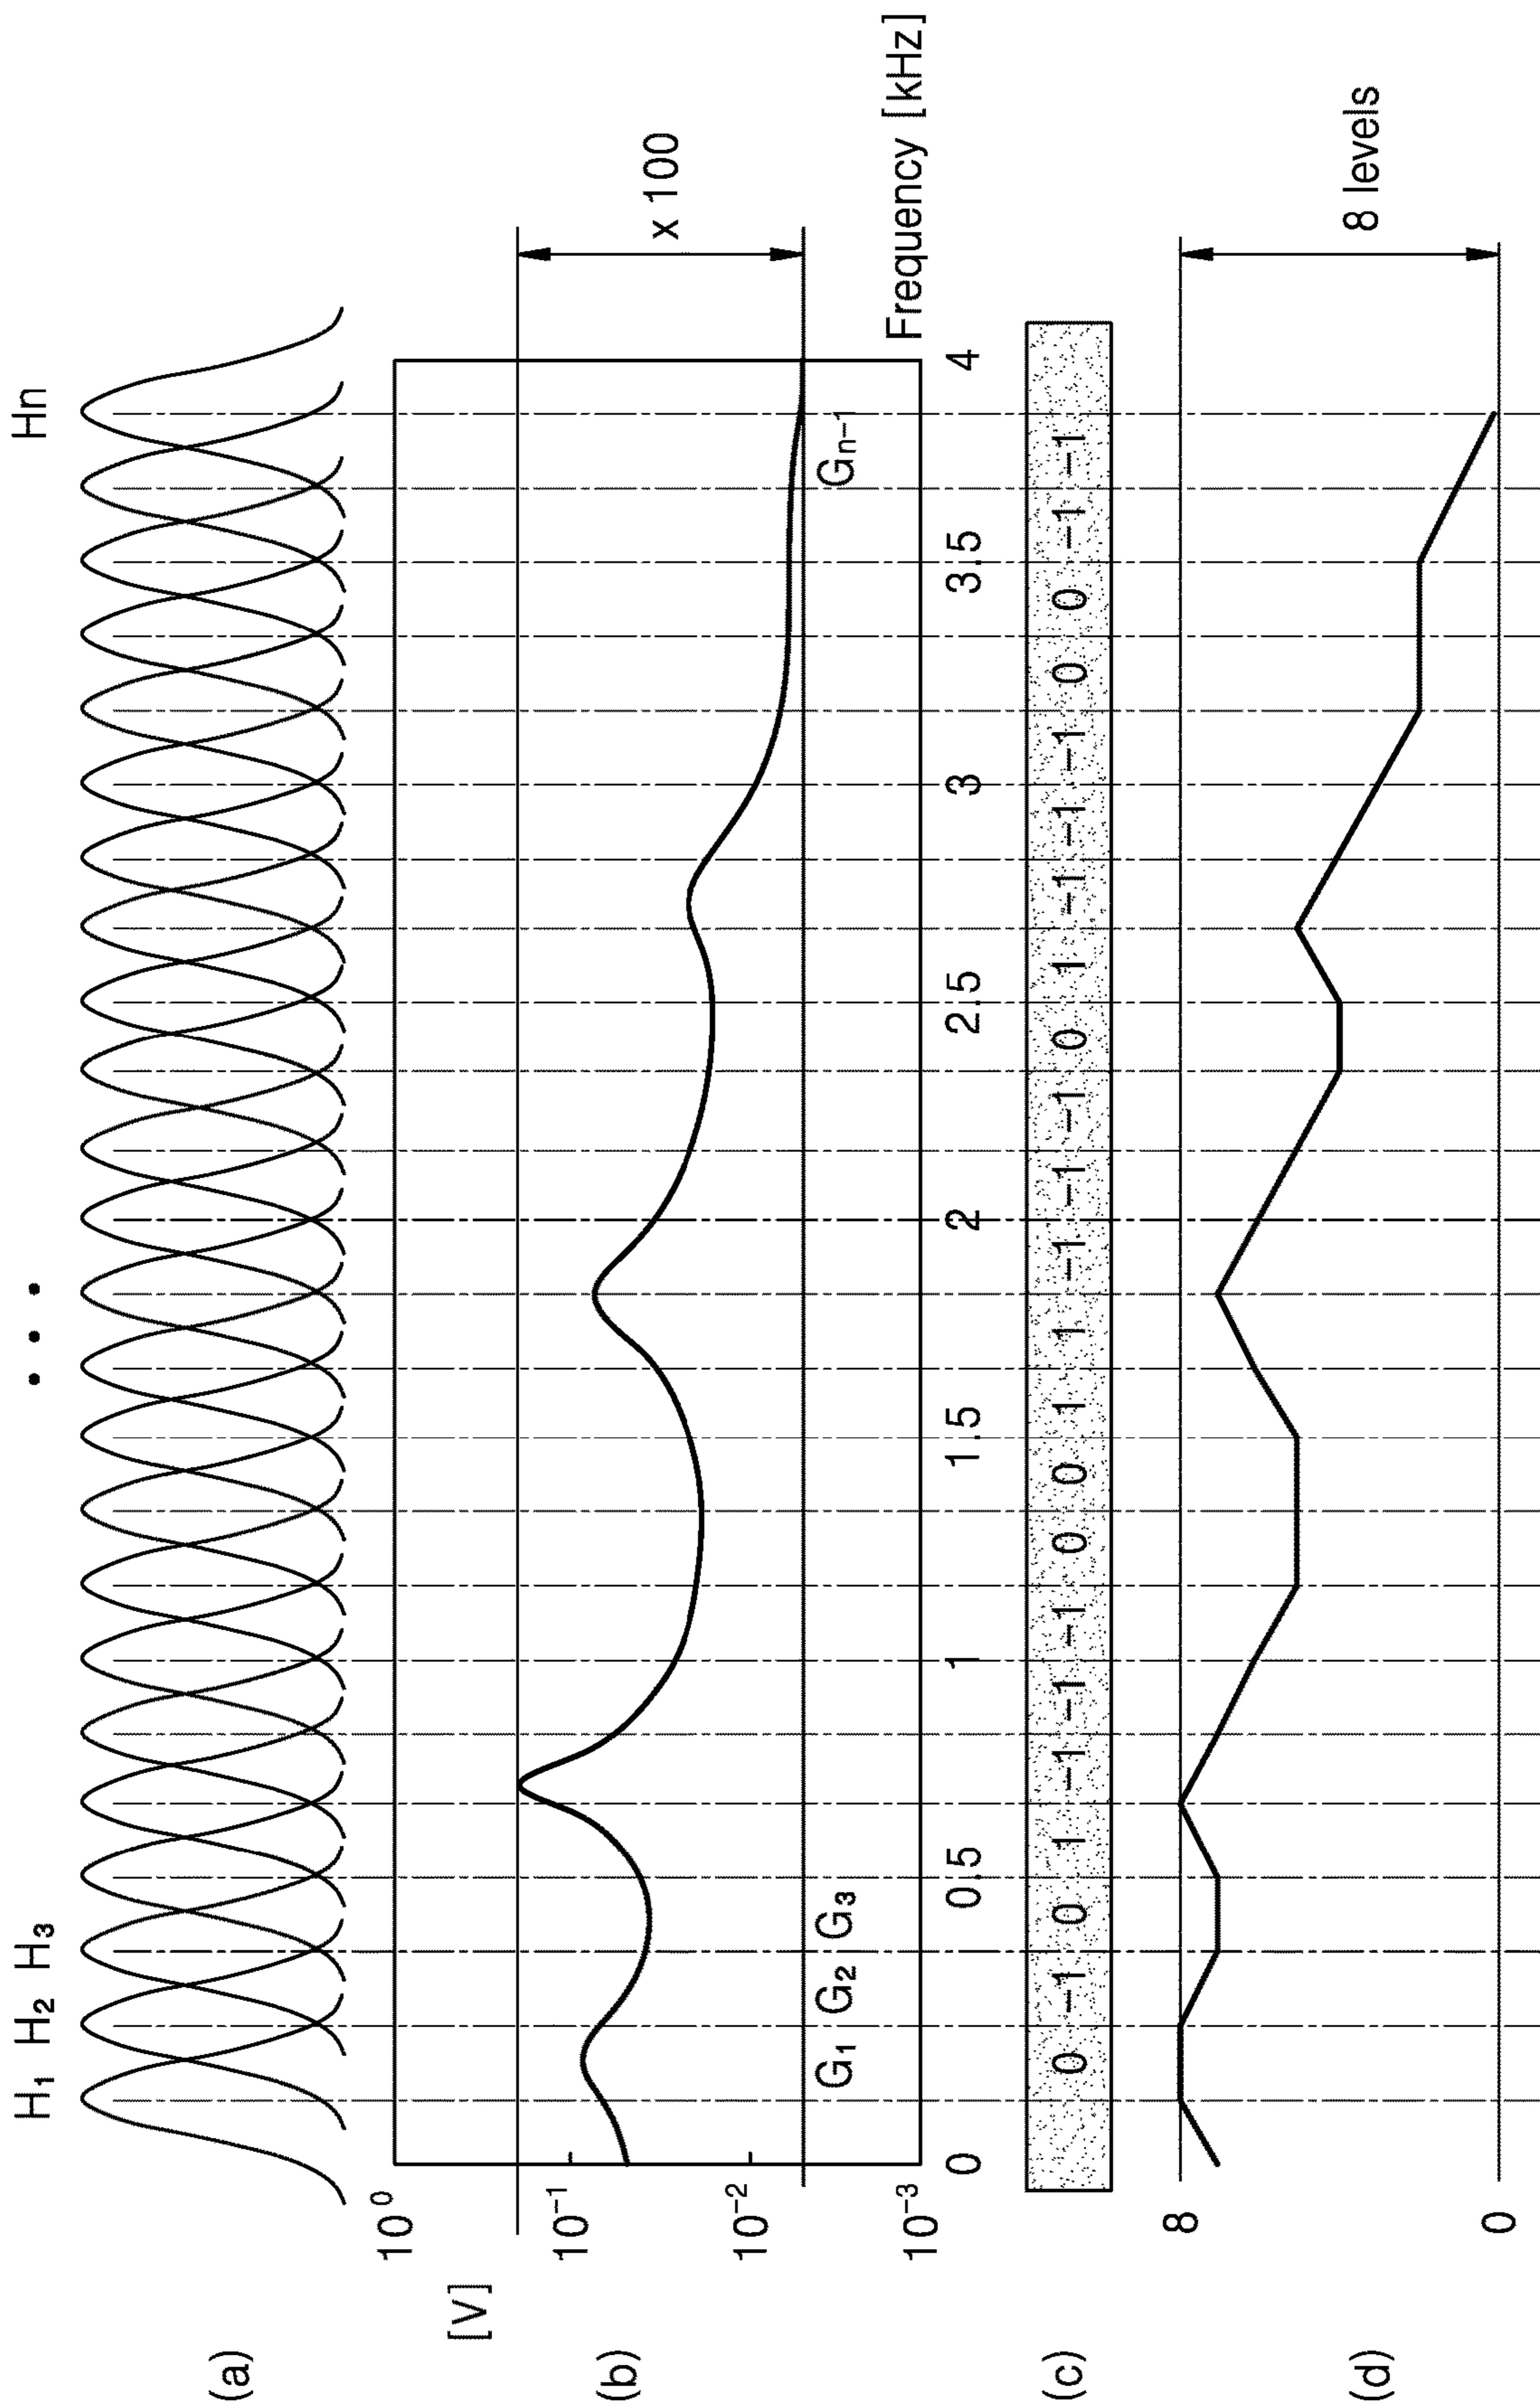 H₁ H₂ H₃ • • • Hn
(a)
[V]
10⁰
10⁻¹
10⁻²
10⁻³
x 100
(b)
G₁ G₂ G₃ Gₙ₋₁
0 0.5 1 1.5 2 2.5 3 3.5 4
Frequency [kHz]
(c)
0 -1 0 1 -1 -1 -1 0 0 1 1 -1 -1 -1 0 1 -1 -1 -1 0 0 -1 -1
8
8 levels
(d)
0